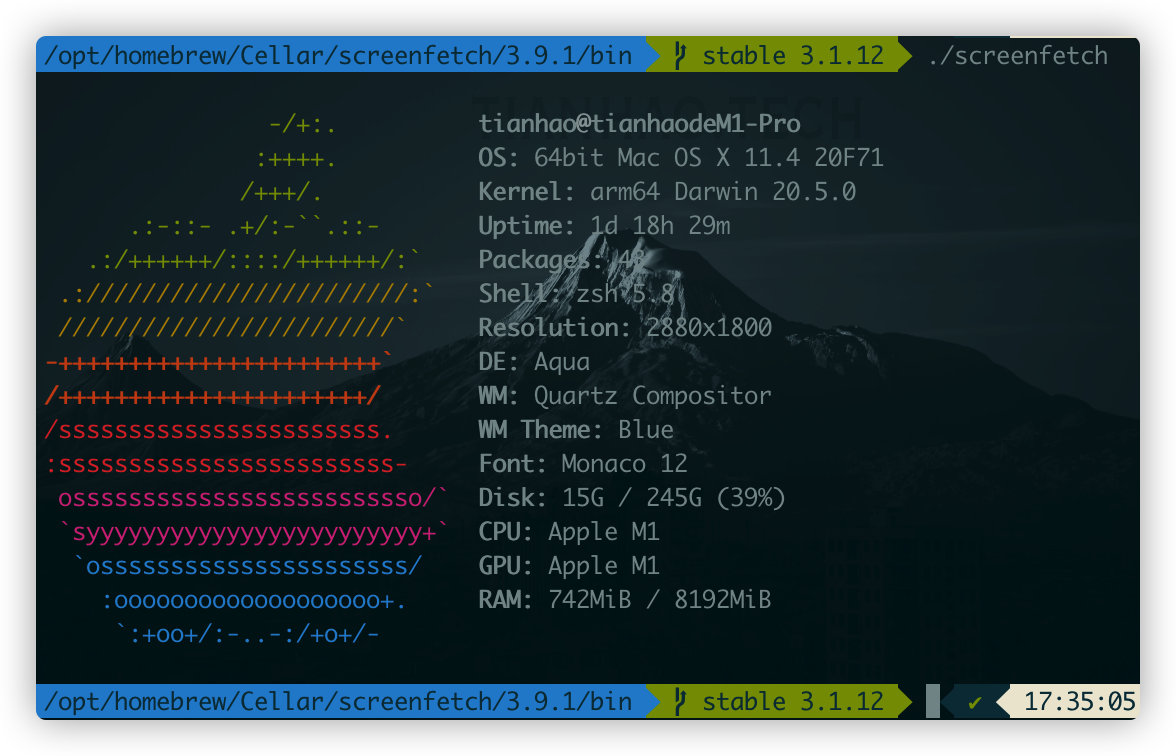 /opt/homebrew/Cellar/screenfetch/3.9.1/bin stable 3.1.12 ./screenfetch
TIANHAO TECH
-/+:. tianhao@tianhaodeM1-Pro
:++++. OS: 64bit Mac OS X 11.4 20F71
/+++/. Kernel: arm64 Darwin 20.5.0
.:-::- .+/:-``.::- Uptime: 1d 18h 29m
.:/++++++/::::/++++++/:` Packages: 48
.:///////////////////////:` Shell: zsh 5.8
////////////////////////` Resolution: 2880x1800
-+++++++++++++++++++++++` DE: Aqua
/++++++++++++++++++++++/ WM: Quartz Compositor
/sssssssssssssssssssssss. WM Theme: Blue
:ssssssssssssssssssssssss- Font: Monaco 12
osssssssssssssssssssssssso/` Disk: 15G / 245G (39%)
`syyyyyyyyyyyyyyyyyyyyyyyy+` CPU: Apple M1
`ossssssssssssssssssssss/ GPU: Apple M1
:ooooooooooooooooooo+. RAM: 742MiB / 8192MiB
`:+oo+/:-..-:/+o+/-
/opt/homebrew/Cellar/screenfetch/3.9.1/bin stable 3.1.12 ✔ 17:35:05